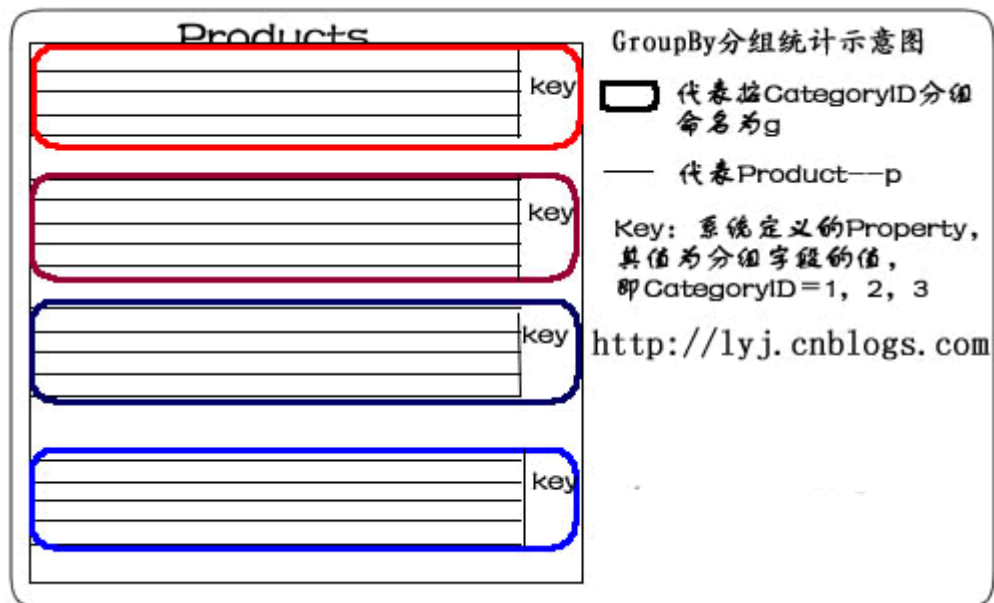 Products
key
key
key
key
GroupBy分组统计示意图
代表按CategoryID分组
命名为g
代表Product——p
Key：系统定义的Property，
其值为分组字段的值，
即CategoryID＝1，2，3
http://lyj.cnblogs.com